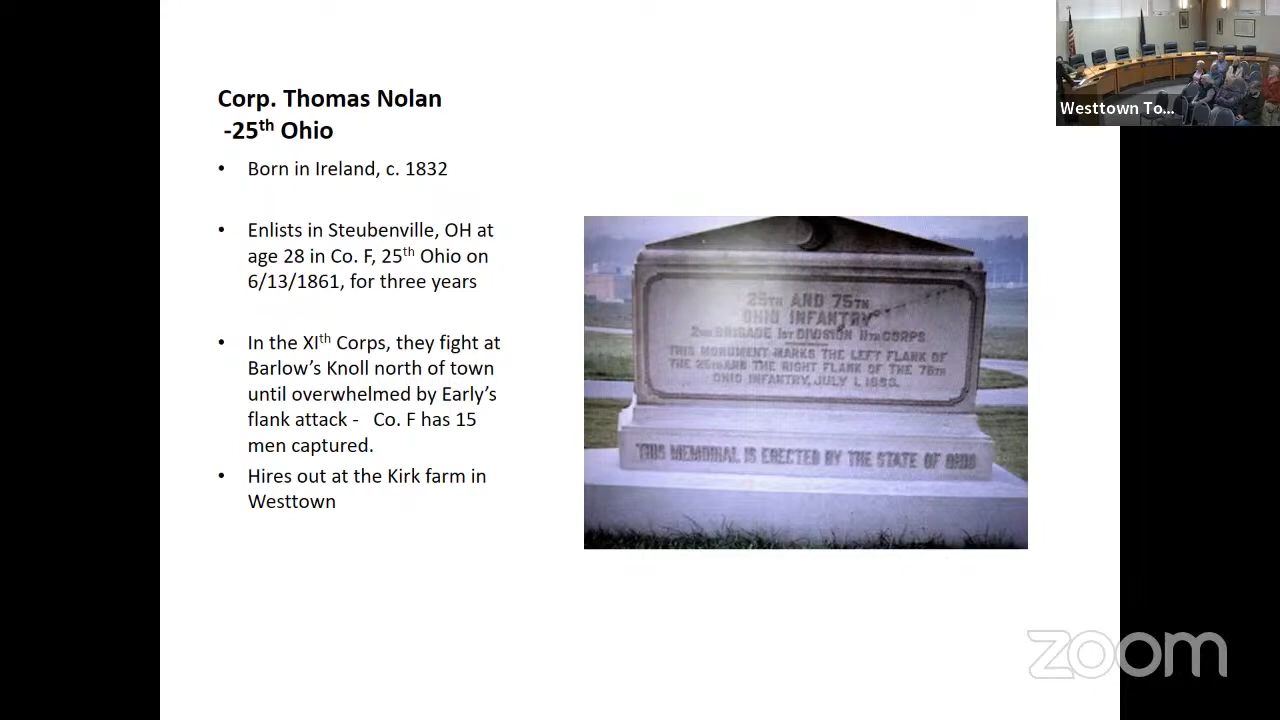 Corp. Thomas Nolan
-25th Ohio
• Born in Ireland, c. 1832
• Enlists in Steubenville, OH at
age 28 in Co. F, 25th Ohio on
6/13/1861, for three years
• In the XIth Corps, they fight at
Barlow’s Knoll north of town
until overwhelmed by Early’s
flank attack - Co. F has 15
men captured.
• Hires out at the Kirk farm in
Westtown
25TH AND 75TH
OHIO INFANTRY
2ND BRIGADE 1ST DIVISION 11TH CORPS
THIS MONUMENT MARKS THE LEFT FLANK OF
THE 25TH AND THE RIGHT FLANK OF THE 75TH
OHIO INFANTRY, JULY 1, 1863.
THIS MEMORIAL IS ERECTED BY THE STATE OF OHIO
Westtown To...
zoom